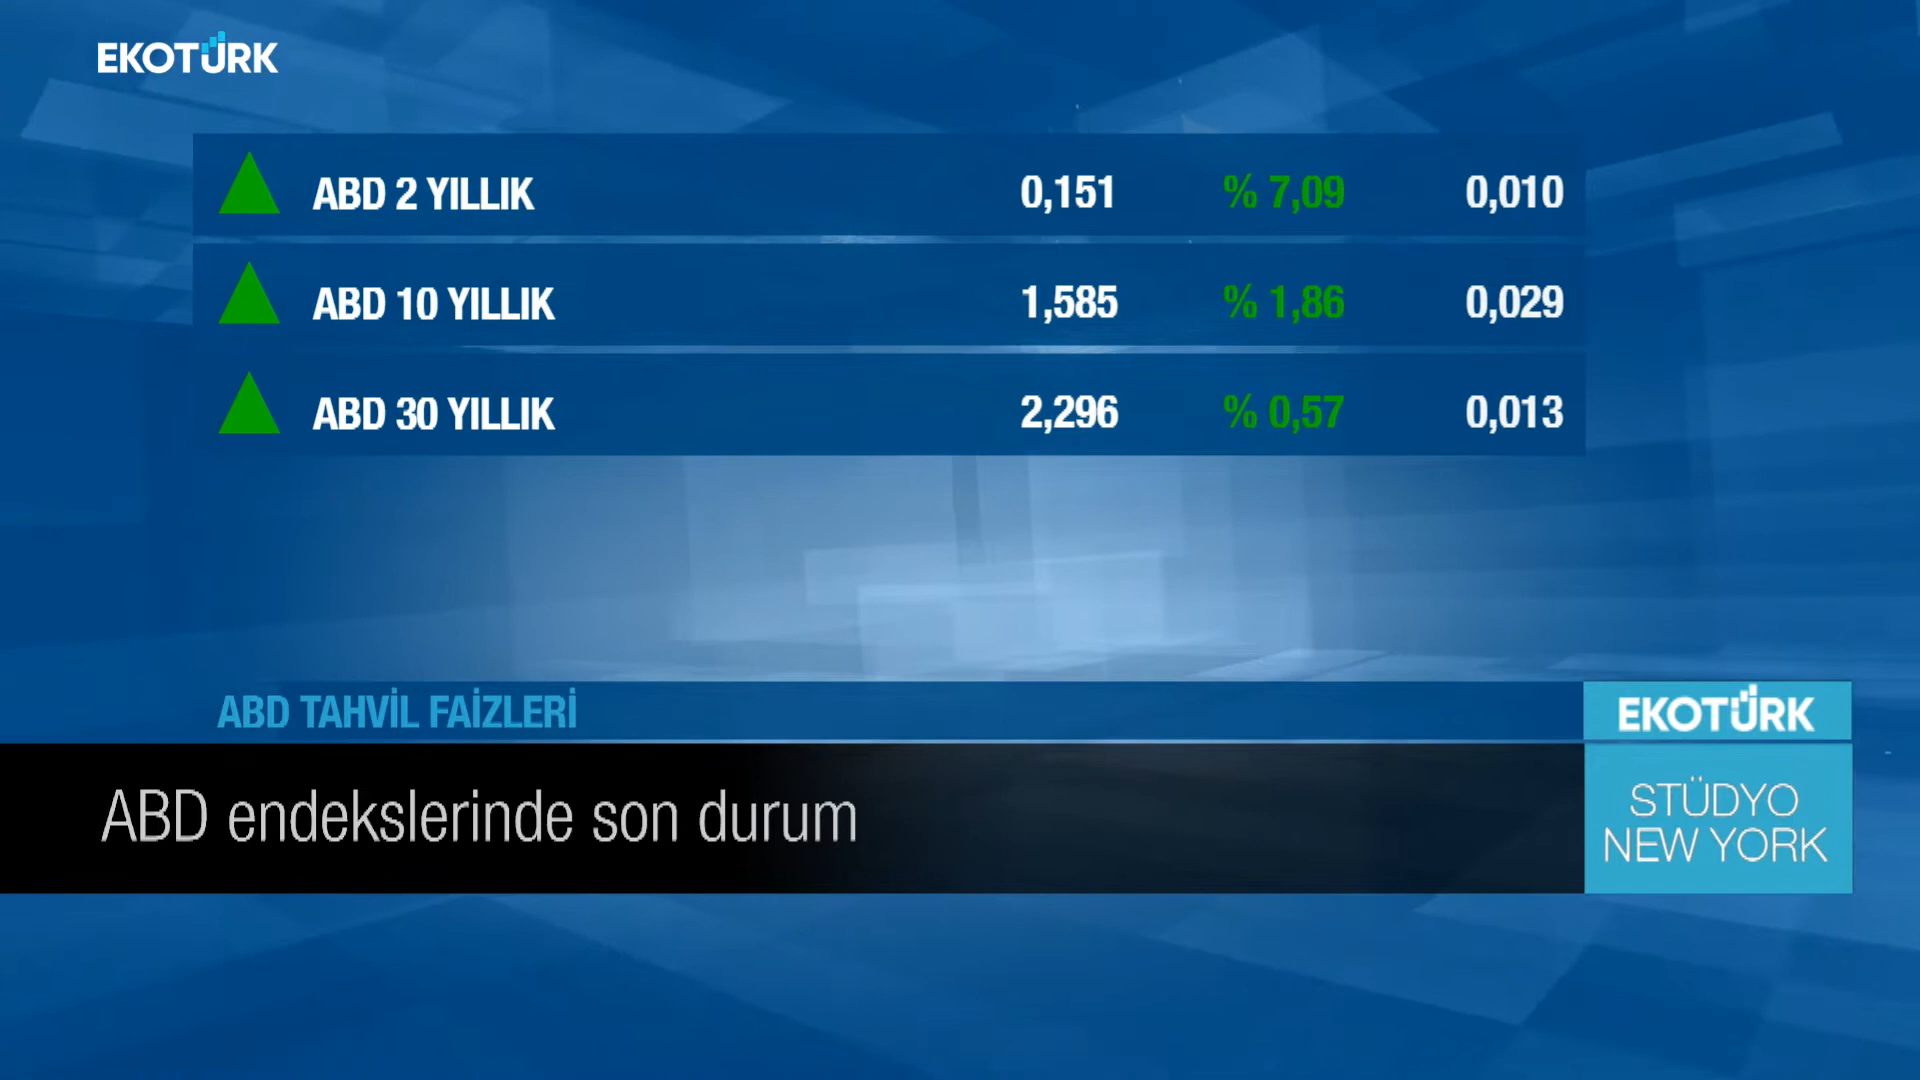 EKOTÜRK
ABD 2 YILLIK 0,151 % 7,09 0,010
ABD 10 YILLIK 1,585 % 1,86 0,029
ABD 30 YILLIK 2,296 % 0,57 0,013
ABD TAHVİL FAİZLERİ
EKOTÜRK
ABD endekslerinde son durum
STÜDYO
NEW YORK